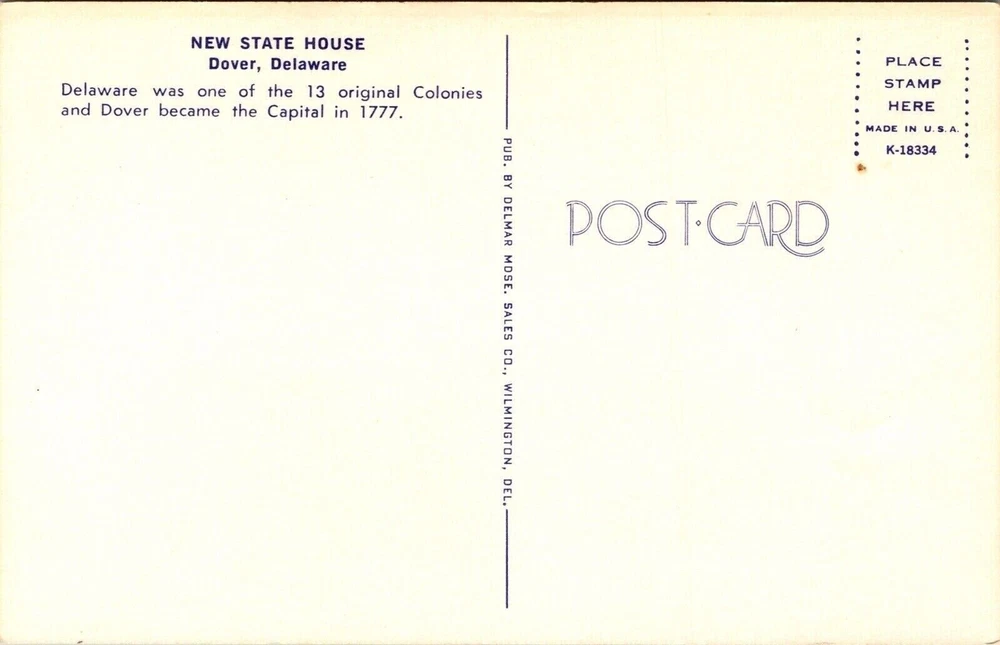 NEW STATE HOUSE
Dover, Delaware
Delaware was one of the 13 original Colonies
and Dover became the Capital in 1777.
PUB. BY DELMAR MDSE. SALES CO., WILMINGTON, DEL.
PLACE
STAMP
HERE
MADE IN U.S.A.
K-18334
POST·CARD